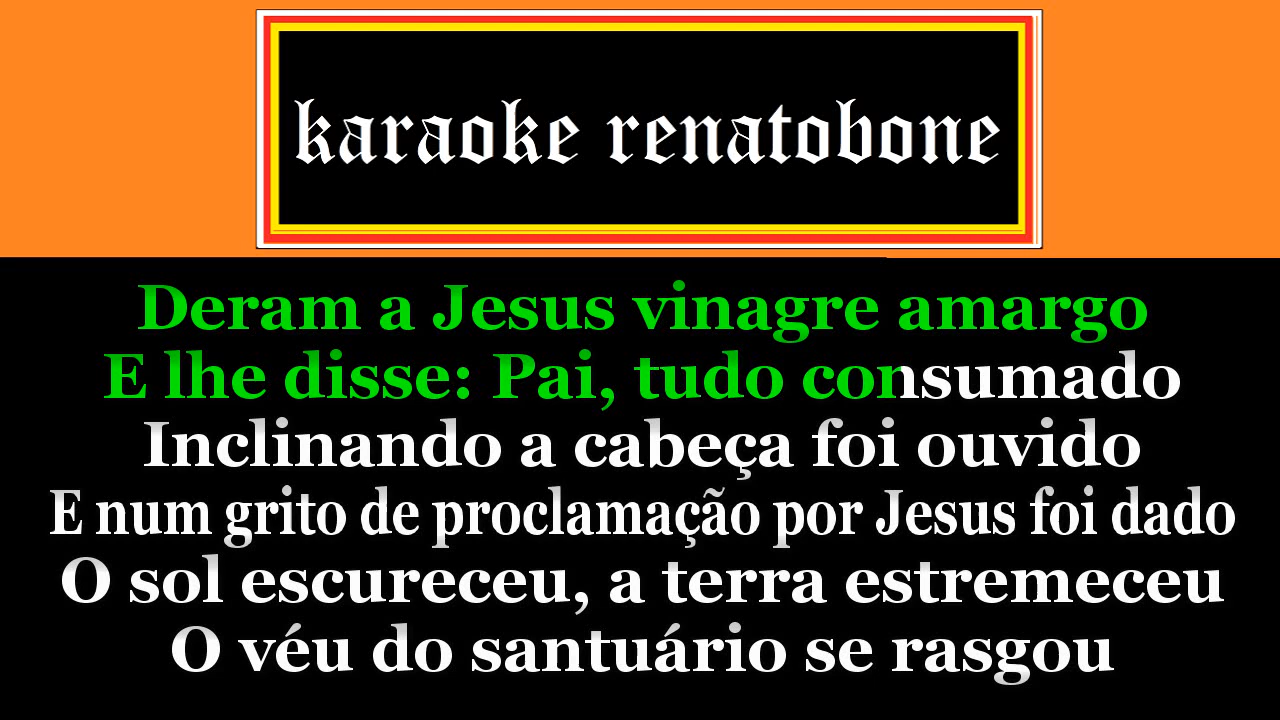 karaoke renatobone
Deram a Jesus vinagre amargo
E lhe disse: Pai, tudo consumado
Inclinando a cabeça foi ouvido
E num grito de proclamação por Jesus foi dado
O sol escureceu, a terra estremeceu
O véu do santuário se rasgou